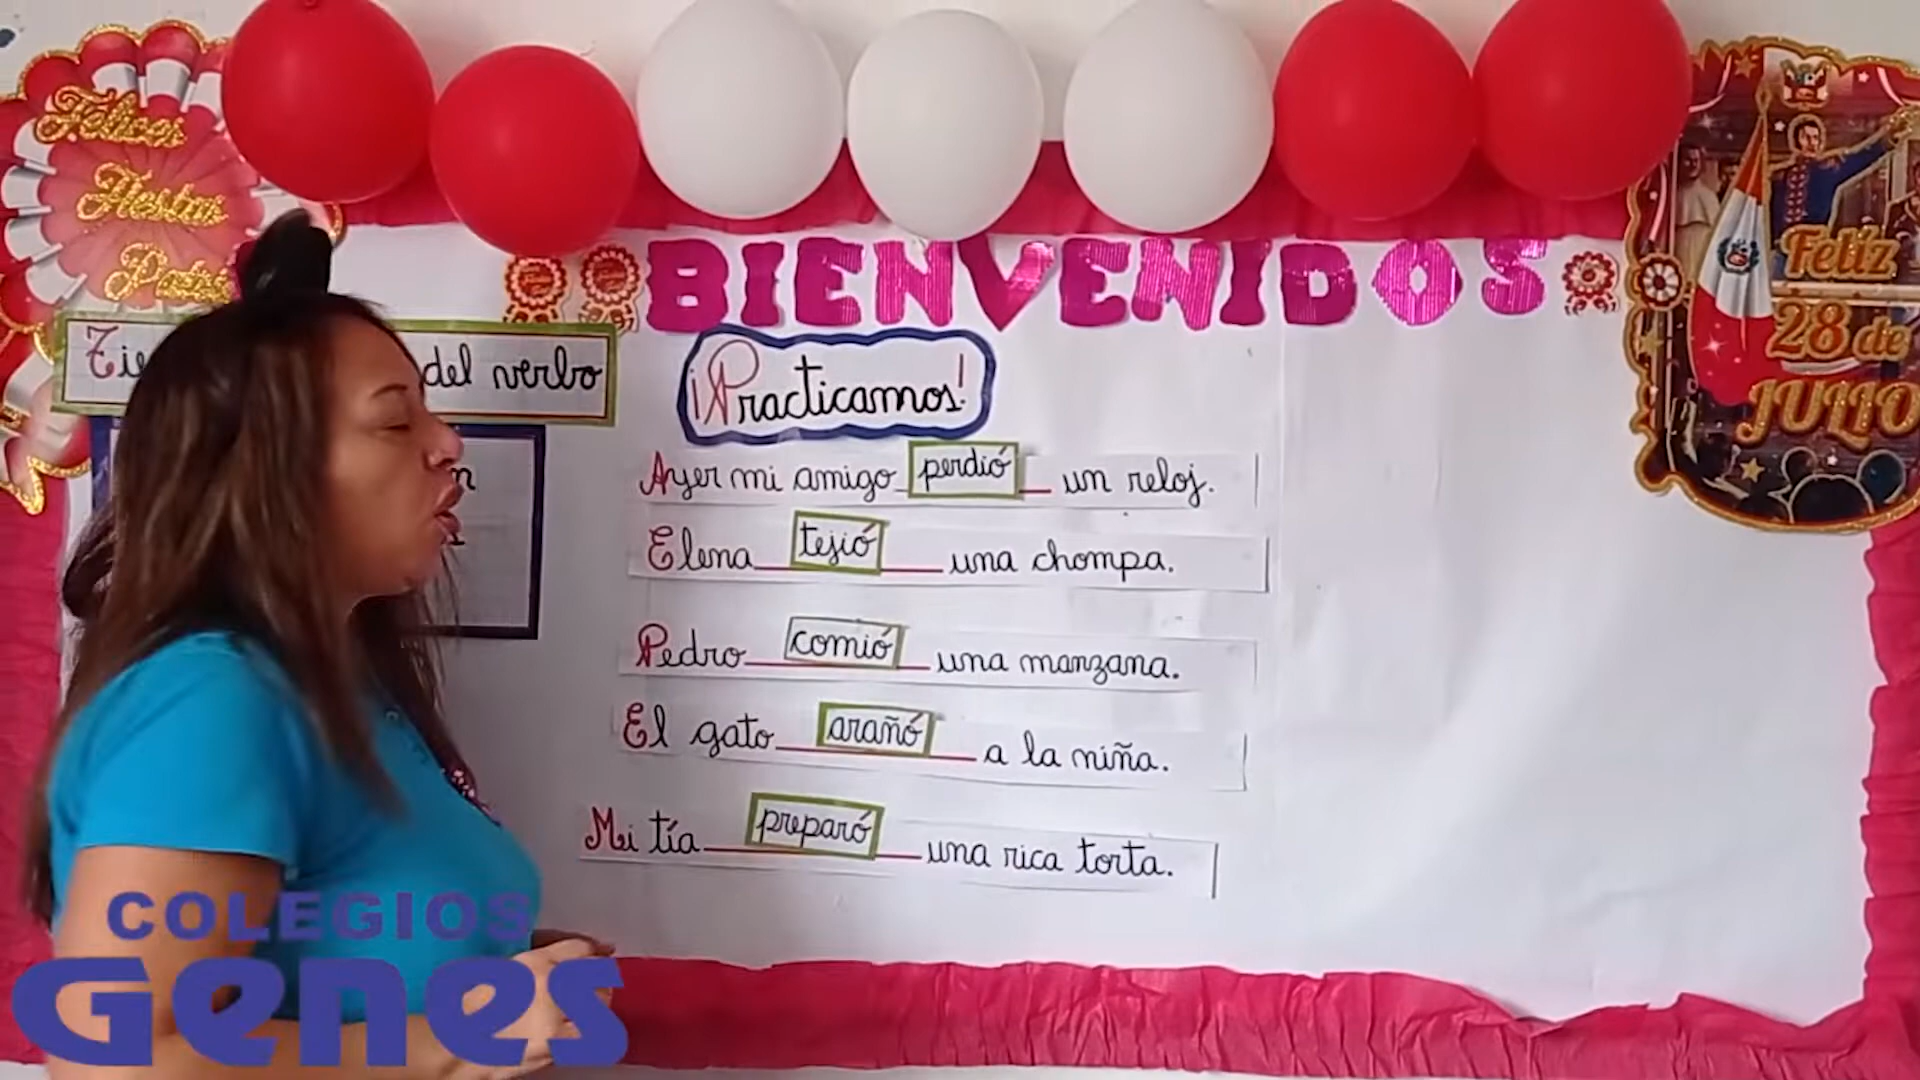 Felices
Fiestas
Patrias
BIENVENIDOS
Feliz
28 de
JULIO
del verbo
¡Practicamos!
Ayer mi amigo perdió un reloj.
Elena tejió una chompa.
Pedro comió una manzana.
El gato arañó a la niña.
Mi tía preparó una rica torta.
COLEGIOS
Genes